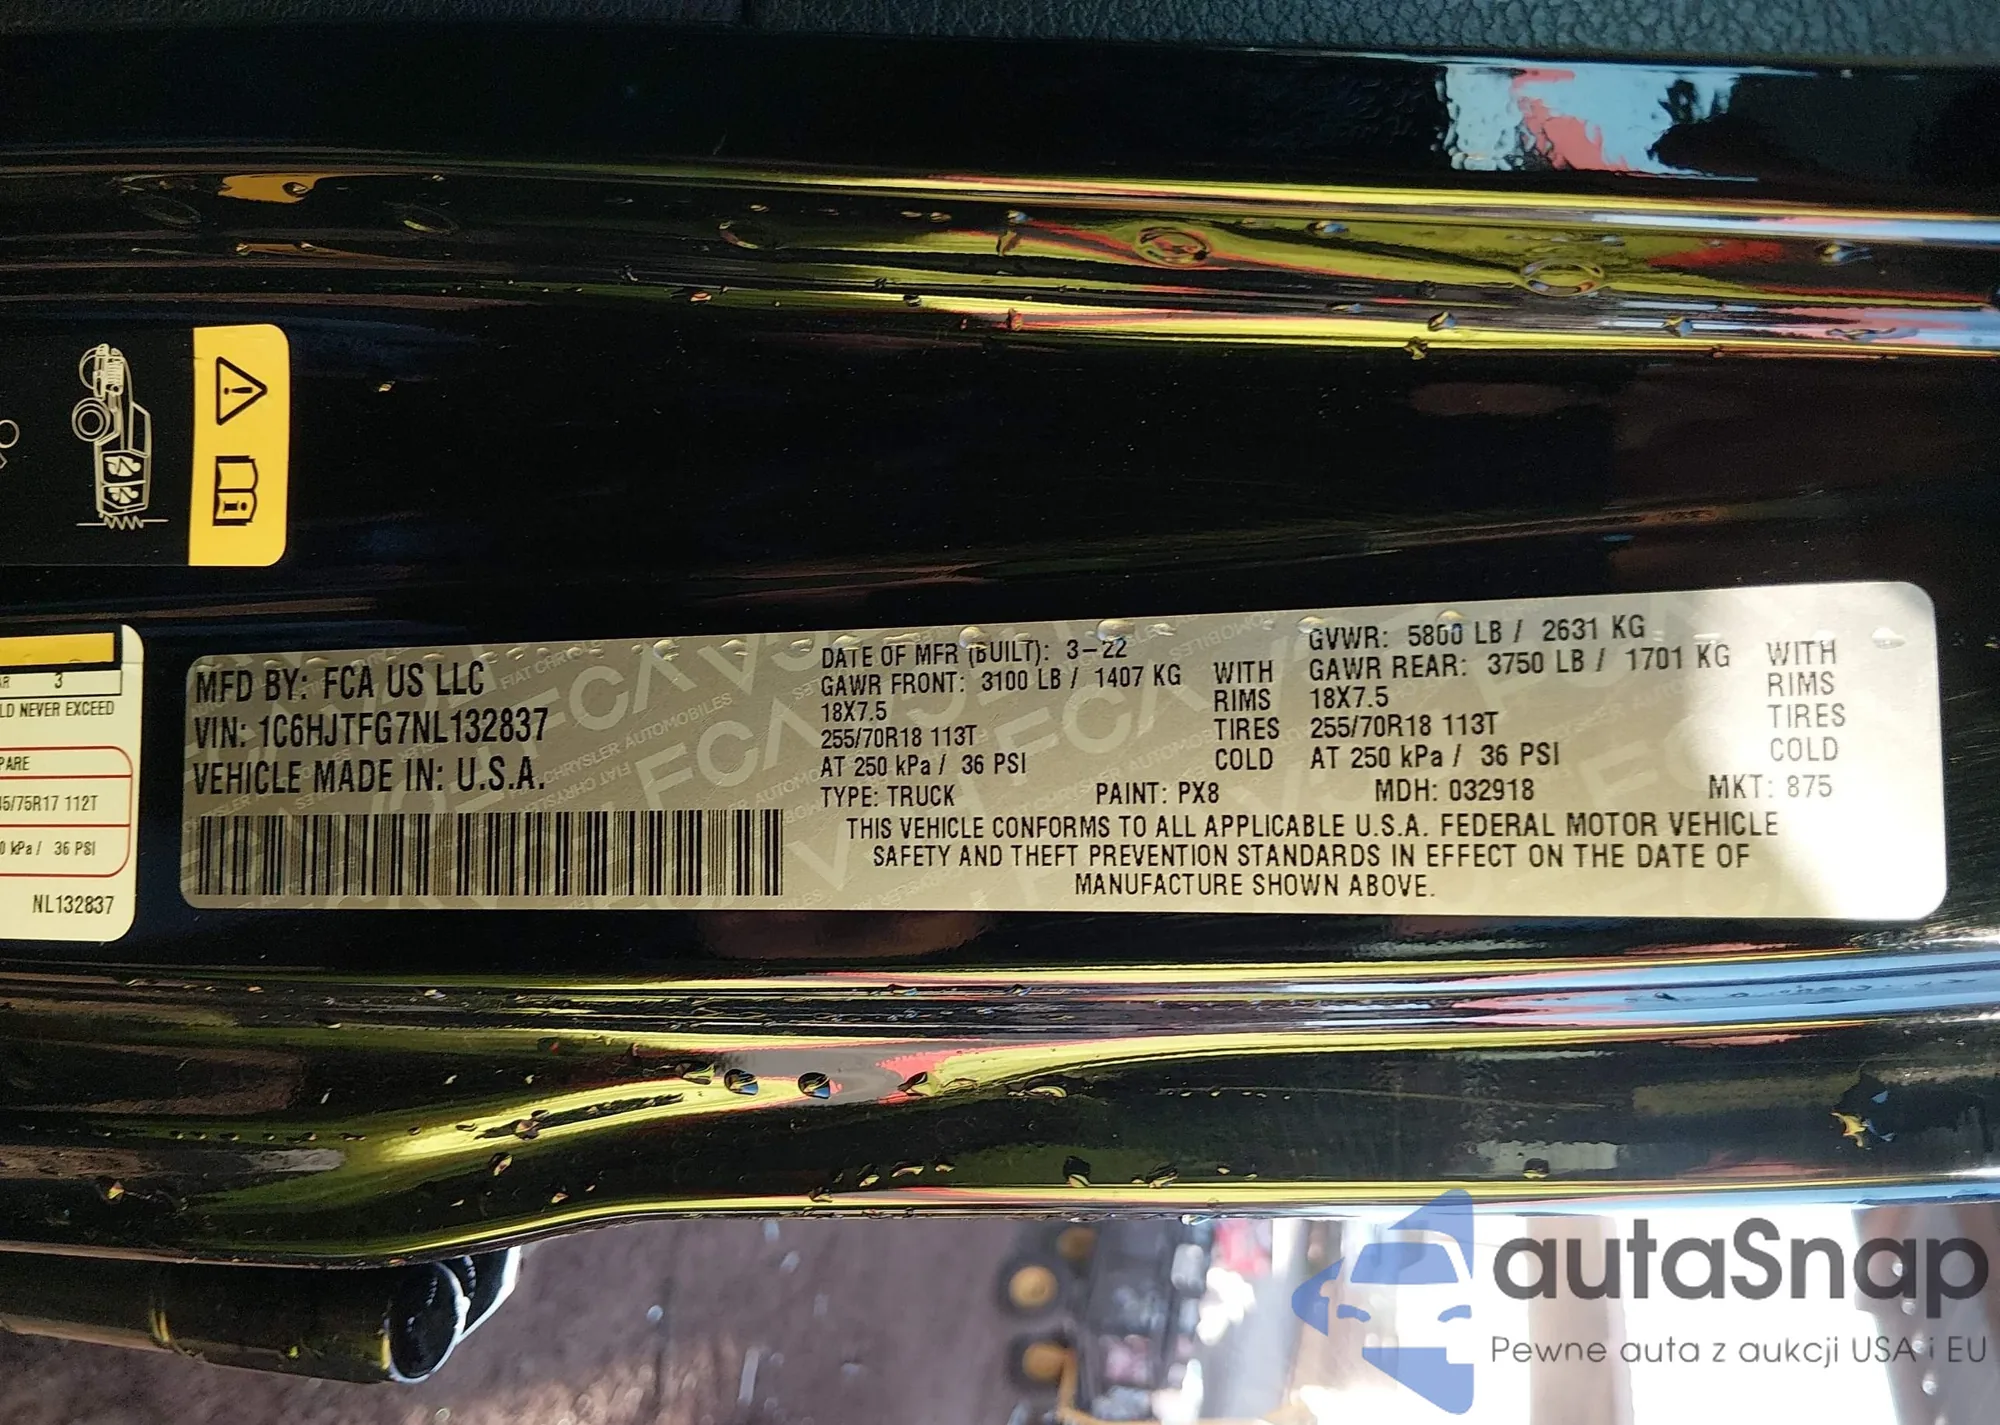 MFD BY: FCA US LLC
VIN: 1C6HJTFG7NL132837
VEHICLE MADE IN: U.S.A.
DATE OF MFR (BUILT): 3-22
GAWR FRONT: 3100 LB / 1407 KG WITH
18X7.5 RIMS
255/70R18 113T TIRES
AT 250 kPa / 36 PSI COLD
GVWR: 5800 LB / 2631 KG
GAWR REAR: 3750 LB / 1701 KG WITH
18X7.5 RIMS
255/70R18 113T TIRES
AT 250 kPa / 36 PSI COLD
TYPE: TRUCK PAINT: PX8 MDH: 032918 MKT: 875
THIS VEHICLE CONFORMS TO ALL APPLICABLE U.S.A. FEDERAL MOTOR VEHICLE
SAFETY AND THEFT PREVENTION STANDARDS IN EFFECT ON THE DATE OF
MANUFACTURE SHOWN ABOVE.
3
NEVER EXCEED
/75R17 112T
kPa / 36 PSI
NL132837
autaSnap
Pewne auta z aukcji USA i EU